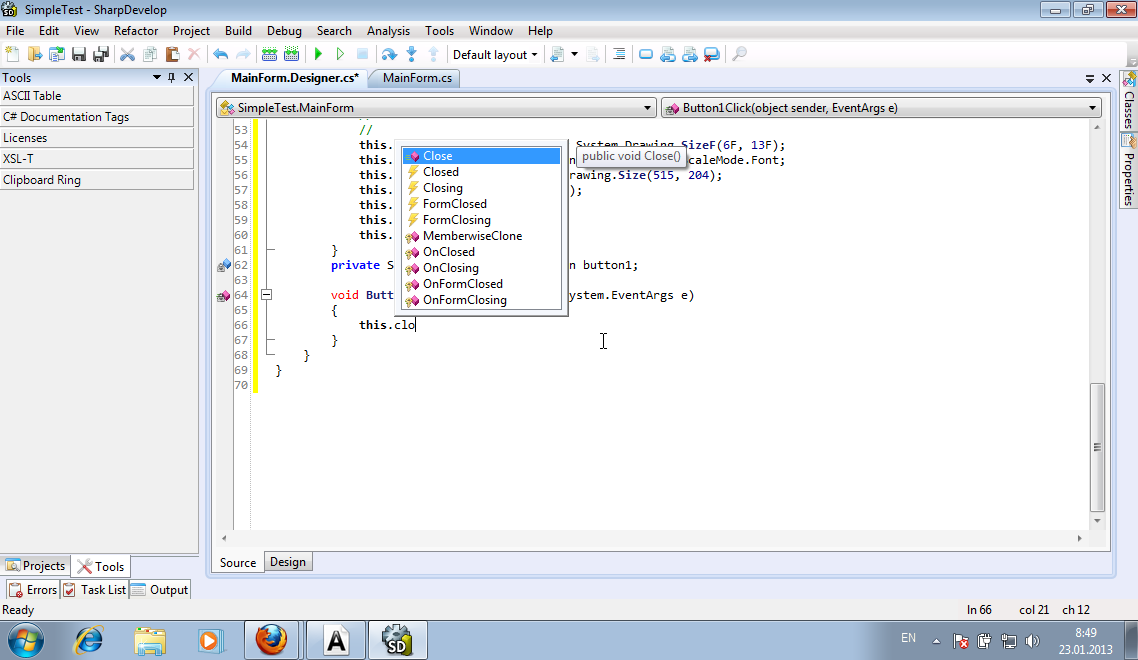 SimpleTest - SharpDevelop
File Edit View Refactor Project Build Debug Search Analysis Tools Window Help
Default layout
Tools
ASCII Table
C# Documentation Tags
Licenses
XSL-T
Clipboard Ring
MainForm.Designer.cs* MainForm.cs
SimpleTest.MainForm Button1Click(object sender, EventArgs e)
53 //
54 this. System.Drawing.SizeF(6F, 13F);
55 this. caleMode.Font;
56 this. rawing.Size(515, 204);
57 this. );
58 this.
59 this.
60 this.
61 }
62 private S n button1;
63
64 void Butt ystem.EventArgs e)
65 {
66 this.clo
67 }
68 }
69 }
70
Close
Closed
Closing
FormClosed
FormClosing
MemberwiseClone
OnClosed
OnClosing
OnFormClosed
OnFormClosing
public void Close()
Classes
Properties
Source Design
Projects Tools
Errors Task List Output
Ready ln 66 col 21 ch 12
A SD EN 8:49
23.01.2013